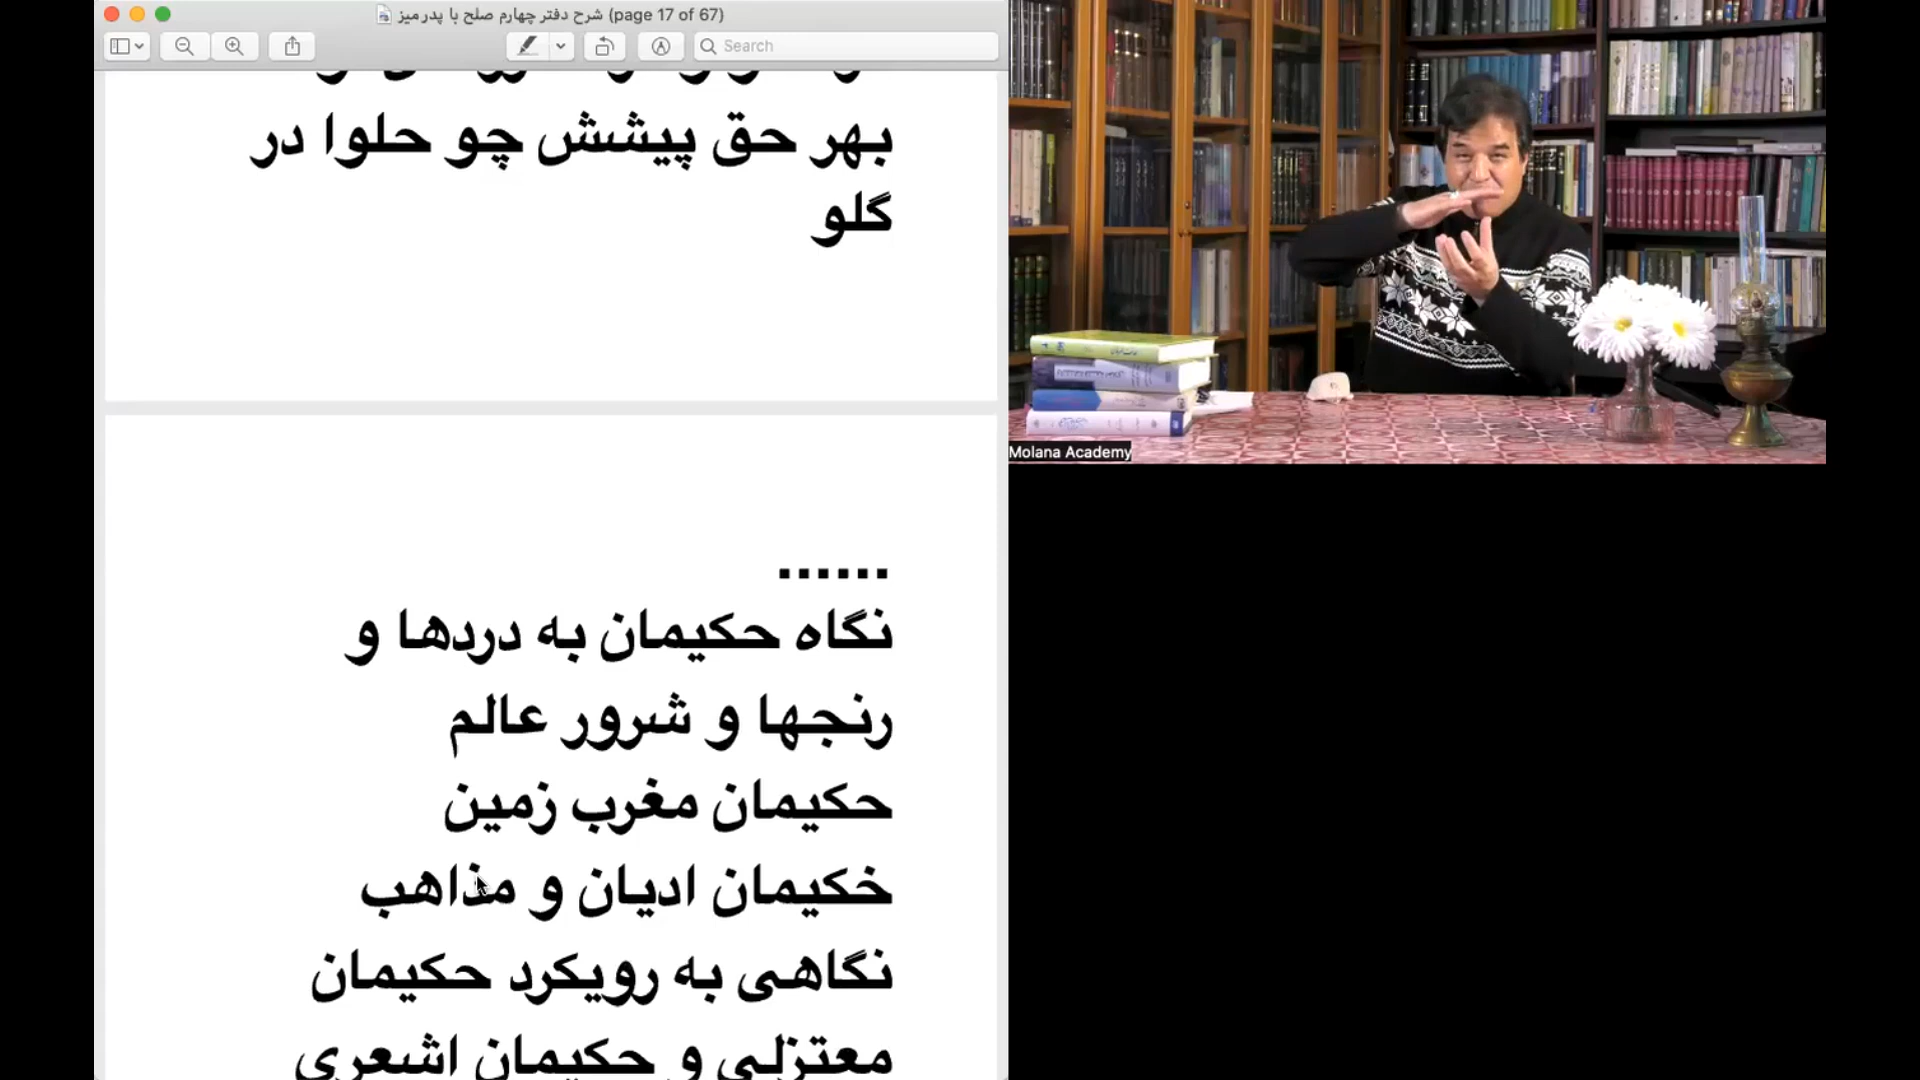 شرح دفتر چهارم صلح با پدر میز (page 17 of 67)
Search
بهر حق پیشش چو حلوا در
گلو
......
نگاه حکیمان به دردها و
رنجها و شرور عالم
حکیمان مغرب زمین
خکیمان ادیان و مذاهب
نگاهی به رویکرد حکیمان
معتزلی و حکیمان اشعری
Molana Academy